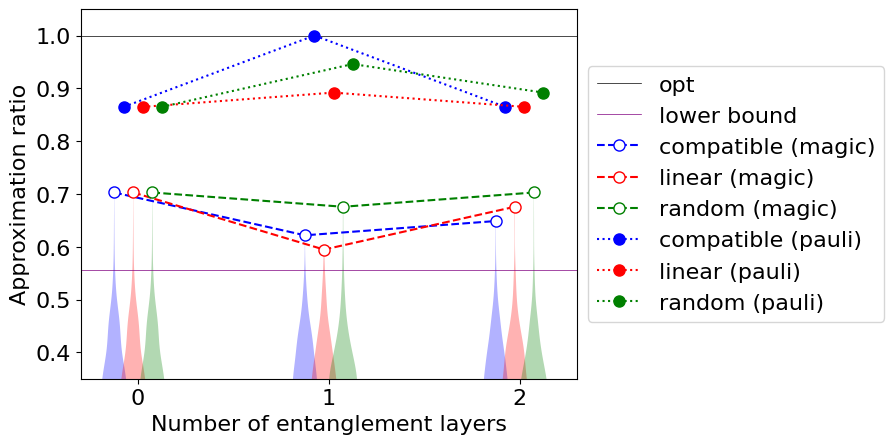 Approximation ratio
1.0
0.9
0.8
0.7
0.6
0.5
0.4
0
1
2
Number of entanglement layers
opt
lower bound
compatible (magic)
linear (magic)
random (magic)
compatible (pauli)
linear (pauli)
random (pauli)